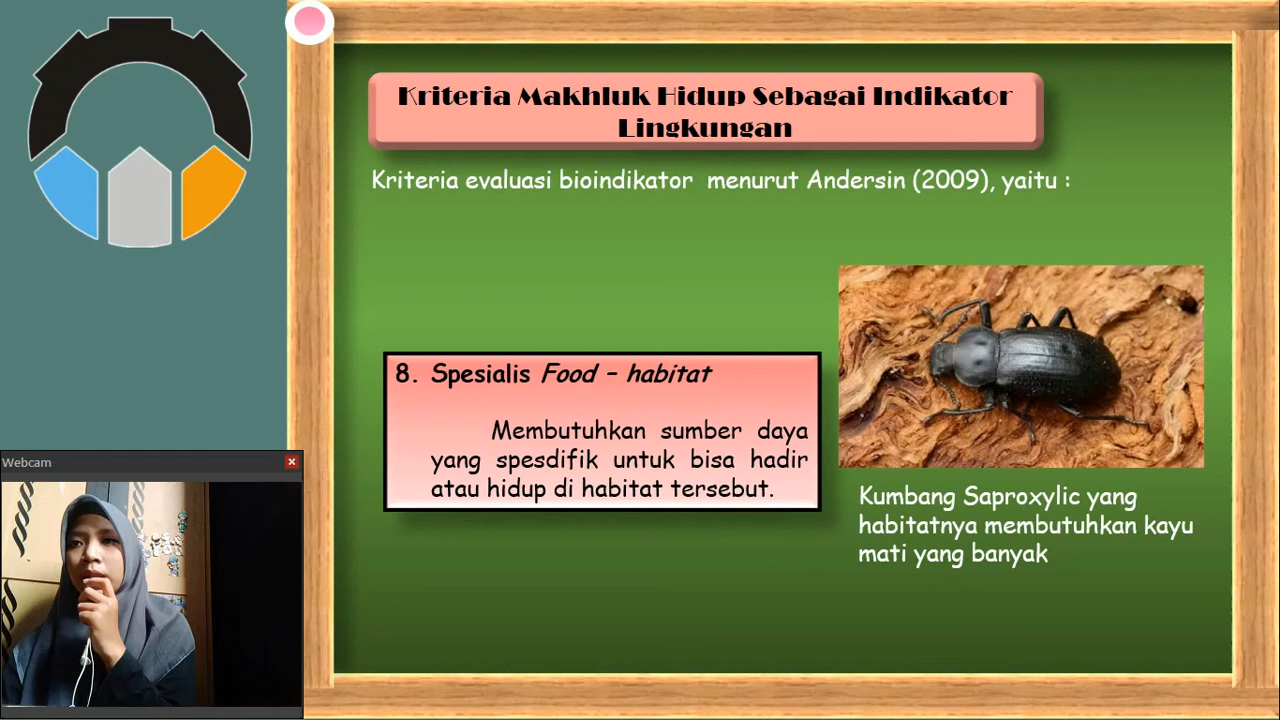 Kriteria Makhluk Hidup Sebagai Indikator
Lingkungan
Kriteria evaluasi bioindikator menurut Andersin (2009), yaitu :
8. Spesialis Food – habitat
Membutuhkan sumber daya
yang spesdifik untuk bisa hadir
atau hidup di habitat tersebut.
Kumbang Saproxylic yang
habitatnya membutuhkan kayu
mati yang banyak
Webcam